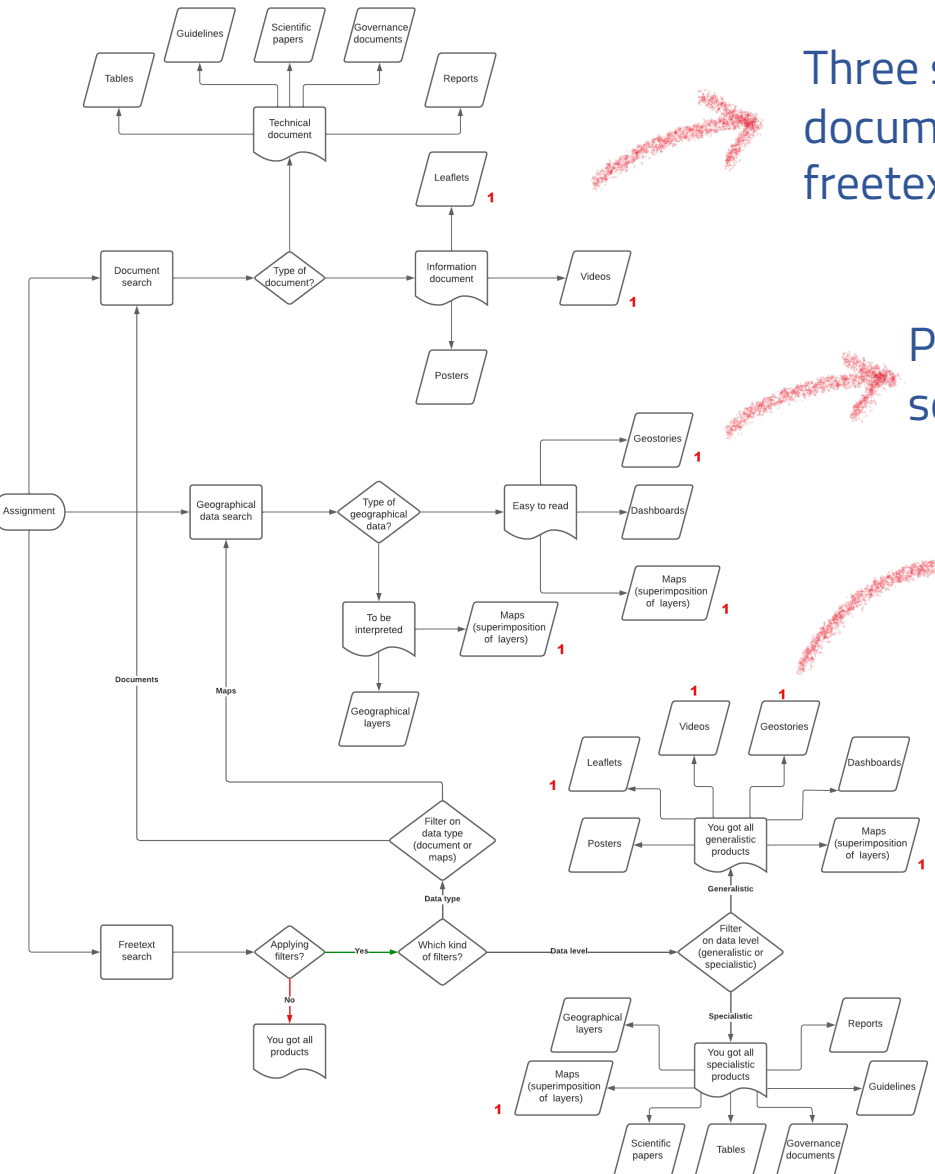 Guidelines
Scientific
papers
Governance
documents
Tables
Reports
Technical
document
Three
docum
freetex
Leaflets
1
Document
search
Type of
document?
Information
document
Videos
1
Posters
P
Geostories
1
Assignment
Geographical
data search
Type of
geographical
data?
Easy to read
Dashboards
To be
interpreted
Maps
(superimposition
of layers)
1
Maps
(superimposition
of layers)
1
Documents
Maps
Geographical
layers
1
1
Videos
Geostories
Leaflets
1
Dashboards
Filter on
data type
(document or
maps)
Posters
You got all
generalistic
products
Maps
(superimposition
of layers)
1
Generalistic
Data type
Freetext
search
Applying
filters?
Yes
Which kind
of filters?
Data level
Filter
on data level
(generalistic or
specialistic)
No
Specialistic
You got all
products
Geographical
layers
Reports
You got all
specialistic
products
Maps
(superimposition
of layers)
1
Guidelines
Scientific
papers
Tables
Governance
documents